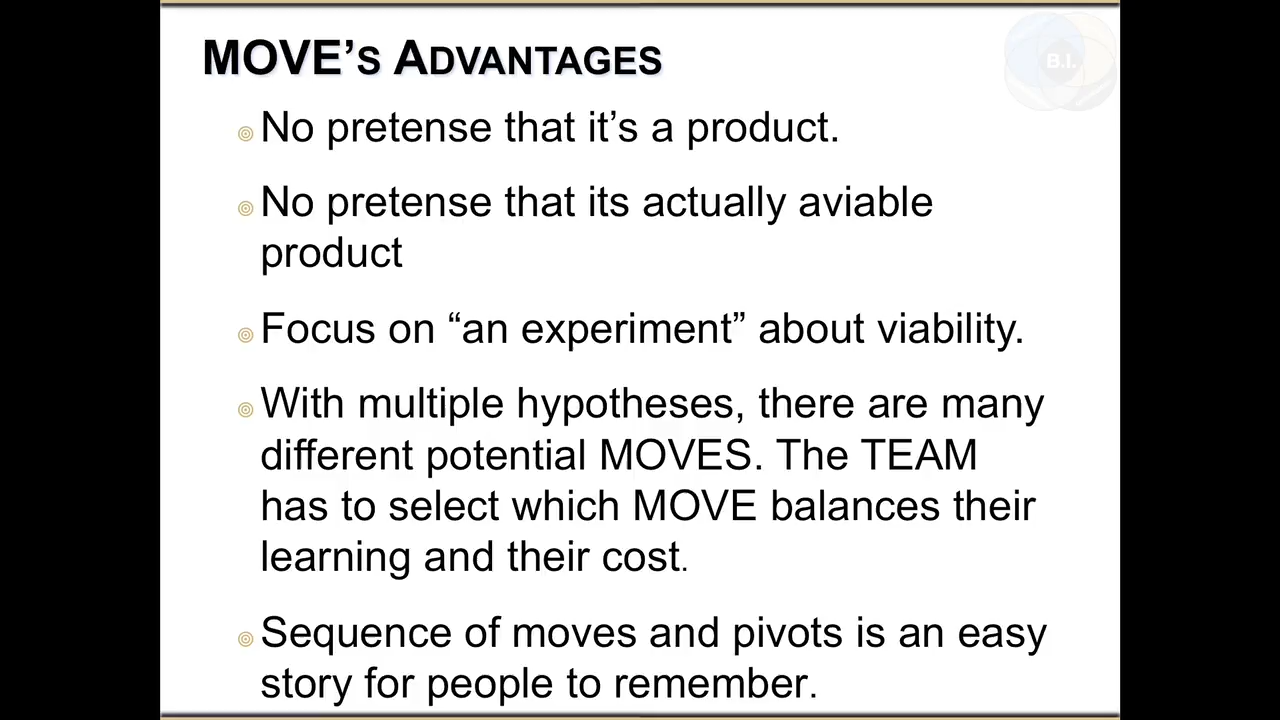 MOVE’S ADVANTAGES
B.I.
No pretense that it’s a product.
No pretense that its actually aviable
product
Focus on “an experiment” about viability.
With multiple hypotheses, there are many
different potential MOVES. The TEAM
has to select which MOVE balances their
learning and their cost.
Sequence of moves and pivots is an easy
story for people to remember.